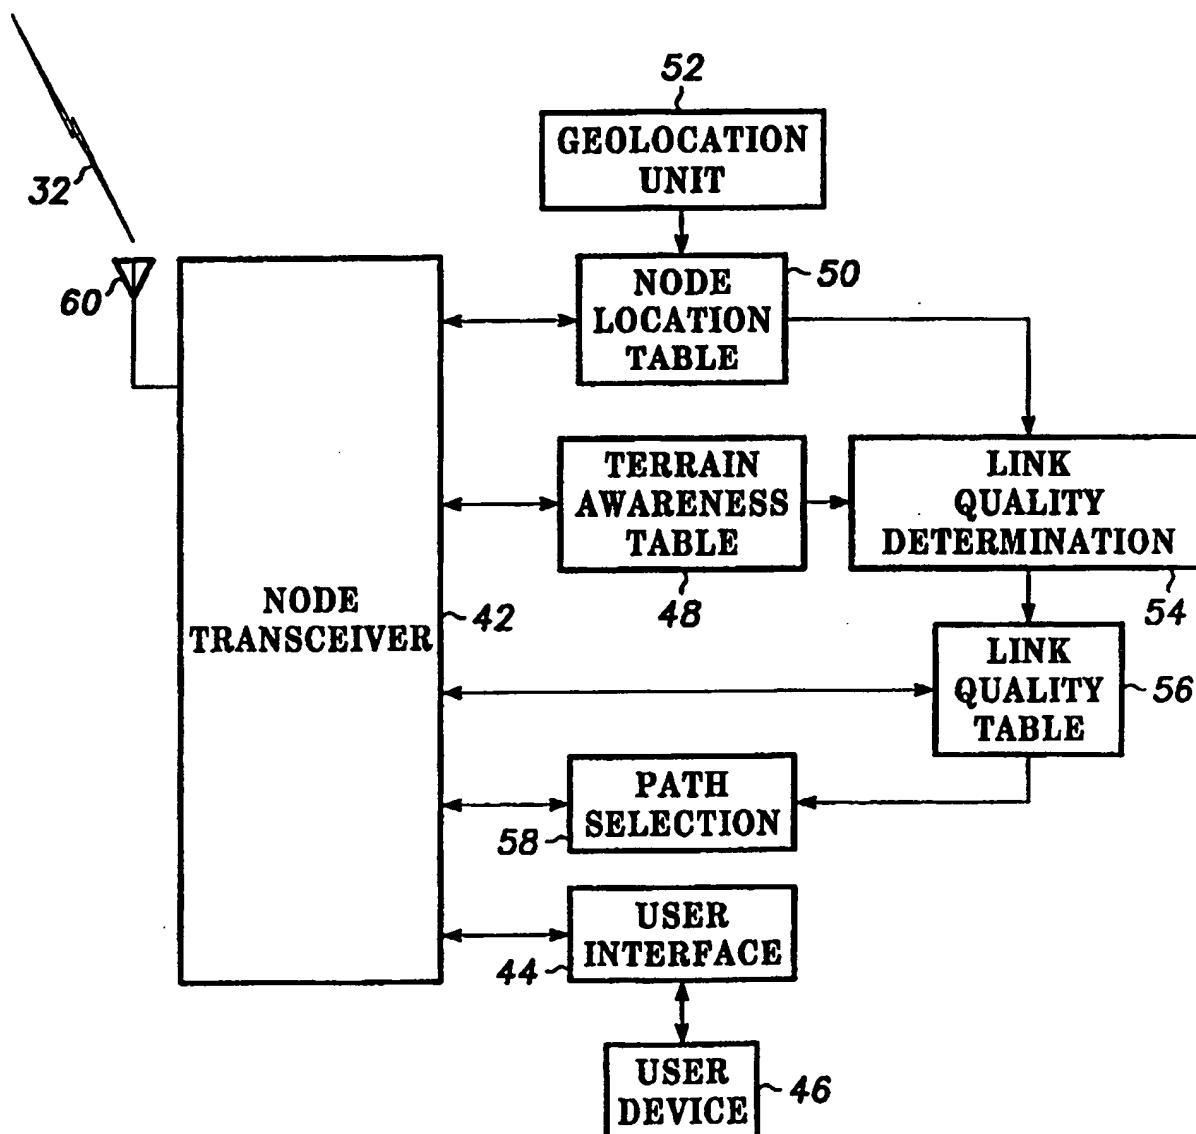 52
GEOLOCATION
UNIT
32
60
50
NODE
LOCATION
TABLE
TERRAIN
AWARENESS
TABLE
48
LINK
QUALITY
DETERMINATION
54
NODE
TRANSCEIVER
42
LINK
QUALITY
TABLE
56
PATH
SELECTION
58
USER
INTERFACE
44
USER
DEVICE
46